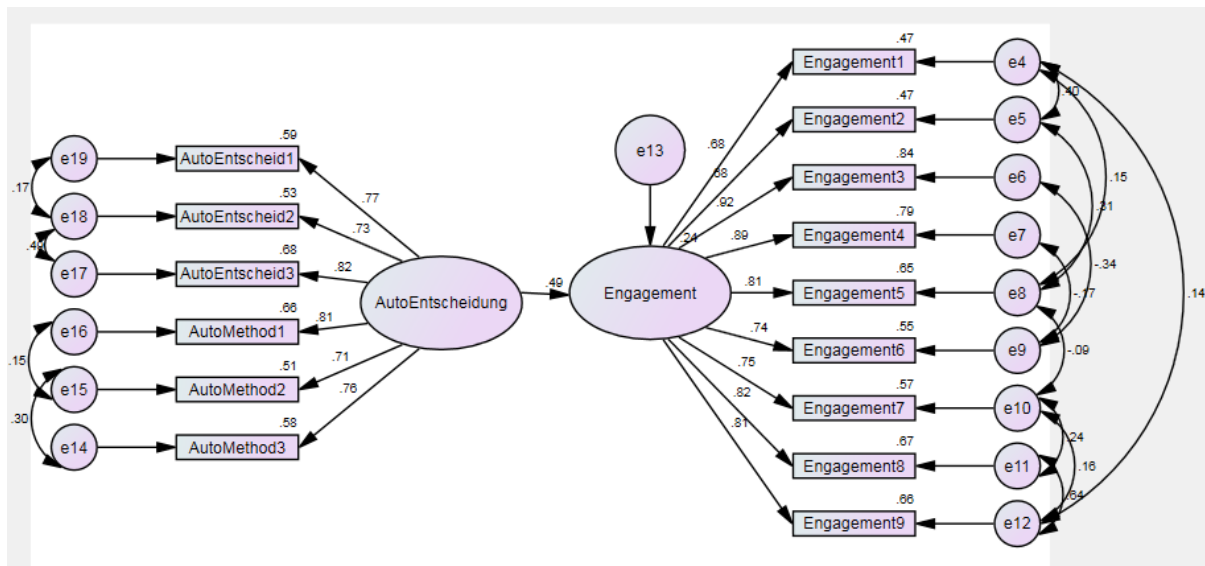 .47
Engagement1
e4
.40
.47
Engagement2
e5
.59
e19
AutoEntscheid1
.17
e13
.68
.84
Engagement3
e6
.15
.77
.53
e18
AutoEntscheid2
.73
.92
.31
.79
Engagement4
e7
.49
.68
e17
AutoEntscheid3
.82
.24
.89
-.34
.65
Engagement5
e8
AutoEntscheidung
.49
Engagement
.81
-.17
.14
.66
e16
AutoMethod1
.81
.74
.55
Engagement6
e9
-.09
.15
.51
e15
AutoMethod2
.71
.75
.57
Engagement7
e10
.30
.76
.82
.24
.58
e14
AutoMethod3
.81
.67
Engagement8
e11
.16
.64
.66
Engagement9
e12